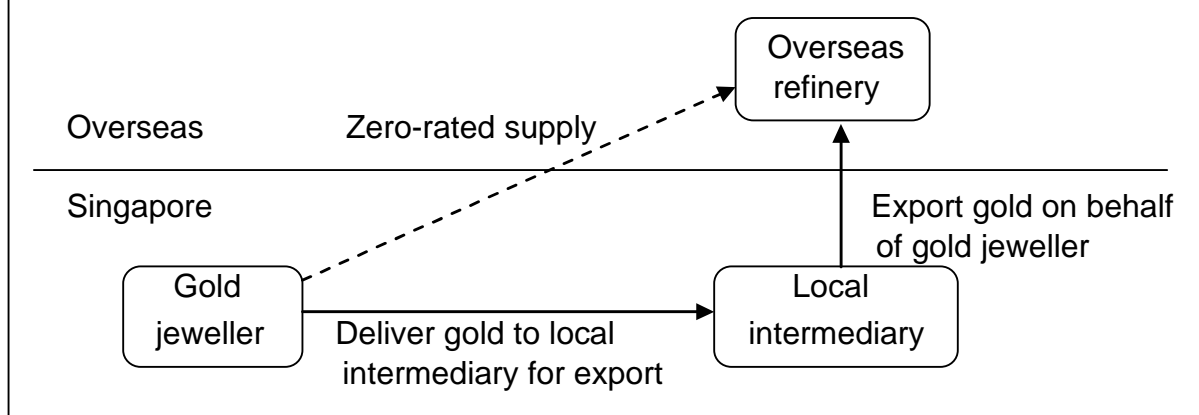 Overseas
refinery
Overseas
Zero-rated supply
Singapore
Export gold on behalf
of gold jeweller
Gold
jeweller
Local
intermediary
Deliver gold to local
intermediary for export